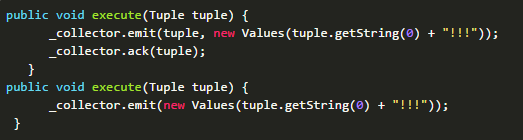 public void execute(Tuple tuple) {
_collector.emit(tuple, new Values(tuple.getString(0) + "!!!"));
_collector.ack(tuple);
}
public void execute(Tuple tuple) {
_collector.emit(new Values(tuple.getString(0) + "!!!"));
}